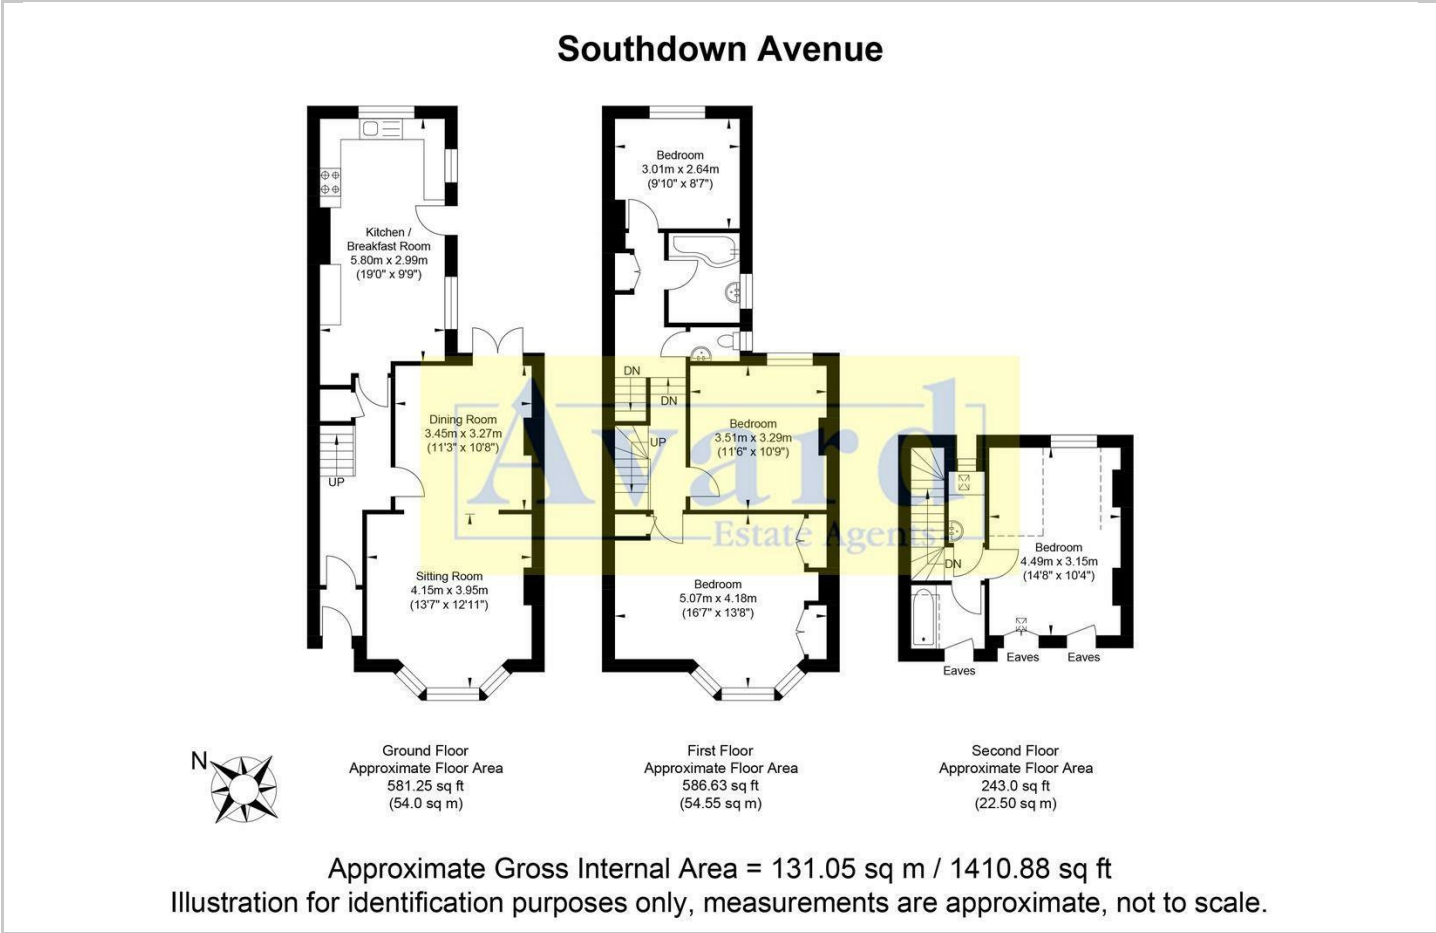 Southdown Avenue
Kitchen /
Breakfast Room
5.80m x 2.99m
(19'0" x 9'9")
Dining Room
3.45m x 3.27m
(11'3" x 10'8")
UP
Sitting Room
4.15m x 3.95m
(13'7" x 12'11")
Bedroom
3.01m x 2.64m
(9'10" x 8'7")
DN
DN
UP
Bedroom
3.51m x 3.29m
(11'6" x 10'9")
Bedroom
5.07m x 4.18m
(16'7" x 13'8")
DN
Bedroom
4.49m x 3.15m
(14'8" x 10'4")
Eaves
Eaves
Eaves
Avard
Estate Agents
N
Ground Floor
Approximate Floor Area
581.25 sq ft
(54.0 sq m)
First Floor
Approximate Floor Area
586.63 sq ft
(54.55 sq m)
Second Floor
Approximate Floor Area
243.0 sq ft
(22.50 sq m)
Approximate Gross Internal Area = 131.05 sq m / 1410.88 sq ft
Illustration for identification purposes only, measurements are approximate, not to scale.